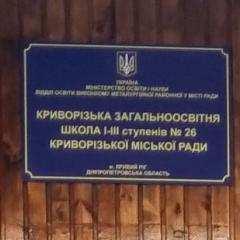 УКРАЇНА
МІНІСТЕРСТВО ОСВІТИ І НАУКИ
ВІДДІЛ ОСВІТИ ВИКОНКОМУ МЕТАЛУРГІЙНОЇ РАЙОННОЇ У МІСТІ РАДИ
КРИВОРІЗЬКА ЗАГАЛЬНООСВІТНЯ
ШКОЛА І-ІІІ ступенів № 26
КРИВОРІЗЬКОЇ МІСЬКОЇ РАДИ
м. КРИВИЙ РІГ
ДНІПРОПЕТРОВСЬКА ОБЛАСТЬ